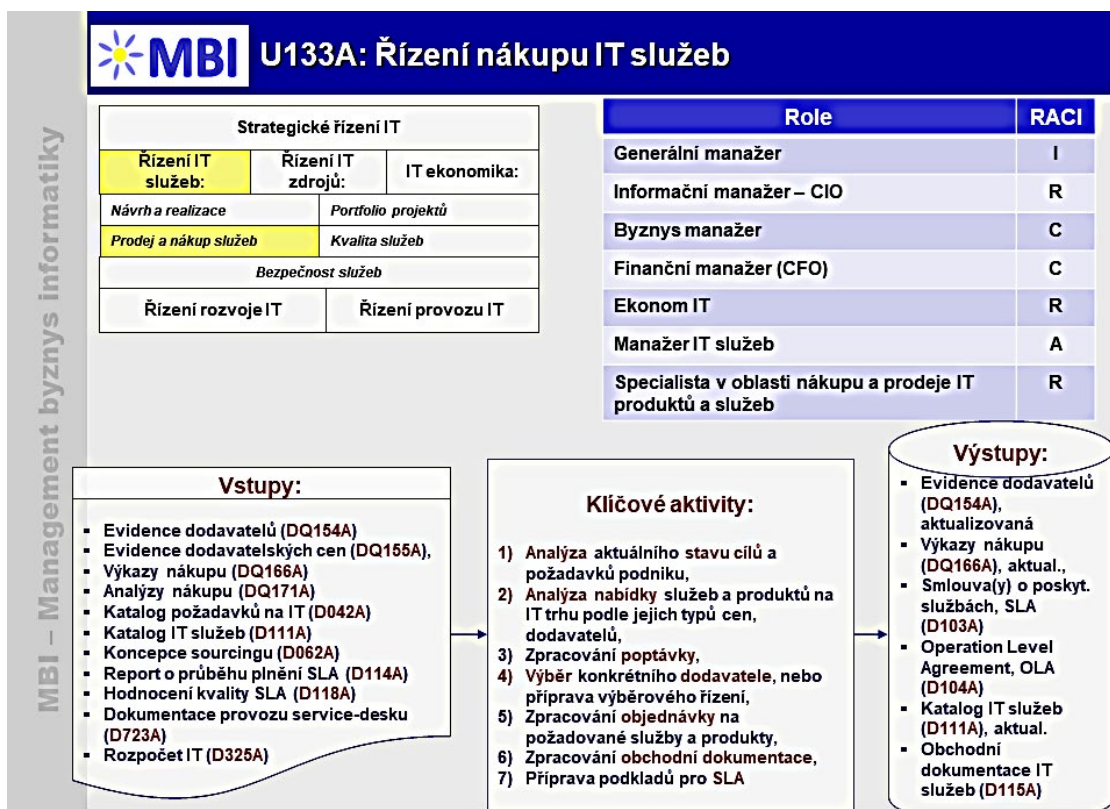 MBI
U133A: Řízení nákupu IT služeb
MBI – Management byznys informatiky
Strategické řízení IT
Řízení IT
služeb:
Řízení IT
zdrojů:
IT ekonomika:
Návrh a realizace
Portfolio projektů
Prodej a nákup služeb
Kvalita služeb
Bezpečnost služeb
Řízení rozvoje IT
Řízení provozu IT
Role RACI
Generální manažer I
Informační manažer – CIO R
Byznys manažer C
Finanční manažer (CFO) C
Ekonom IT R
Manažer IT služeb A
Specialista v oblasti nákupu a prodeje IT R
produktů a služeb
Vstupy:
▪ Evidence dodavatelů (DQ154A)
▪ Evidence dodavatelských cen (DQ155A),
▪ Výkazy nákupu (DQ166A)
▪ Analýzy nákupu (DQ171A)
▪ Katalog požadavků na IT (D042A)
▪ Katalog IT služeb (D111A)
▪ Koncepce sourcingu (D062A)
▪ Report o průběhu plnění SLA (D114A)
▪ Hodnocení kvality SLA (D118A)
▪ Dokumentace provozu service-desku
(D723A)
▪ Rozpočet IT (D325A)
Klíčové aktivity:
1) Analýza aktuálního stavu cílů a
požadavků podniku,
2) Analýza nabídky služeb a produktů na
IT trhu podle jejich typů cen,
dodavatelů,
3) Zpracování poptávky,
4) Výběr konkrétního dodavatele, nebo
příprava výběrového řízení,
5) Zpracování objednávky na
požadované služby a produkty,
6) Zpracování obchodní dokumentace,
7) Příprava podkladů pro SLA
Výstupy:
▪ Evidence dodavatelů
(DQ154A),
aktualizovaná
▪ Výkazy nákupu
(DQ166A), aktual.,
▪ Smlouva(y) o poskyt.
službách, SLA
(D103A)
▪ Operation Level
Agreement, OLA
(D104A)
▪ Katalog IT služeb
(D111A), aktual.
▪ Obchodní
dokumentace IT
služeb (D115A)